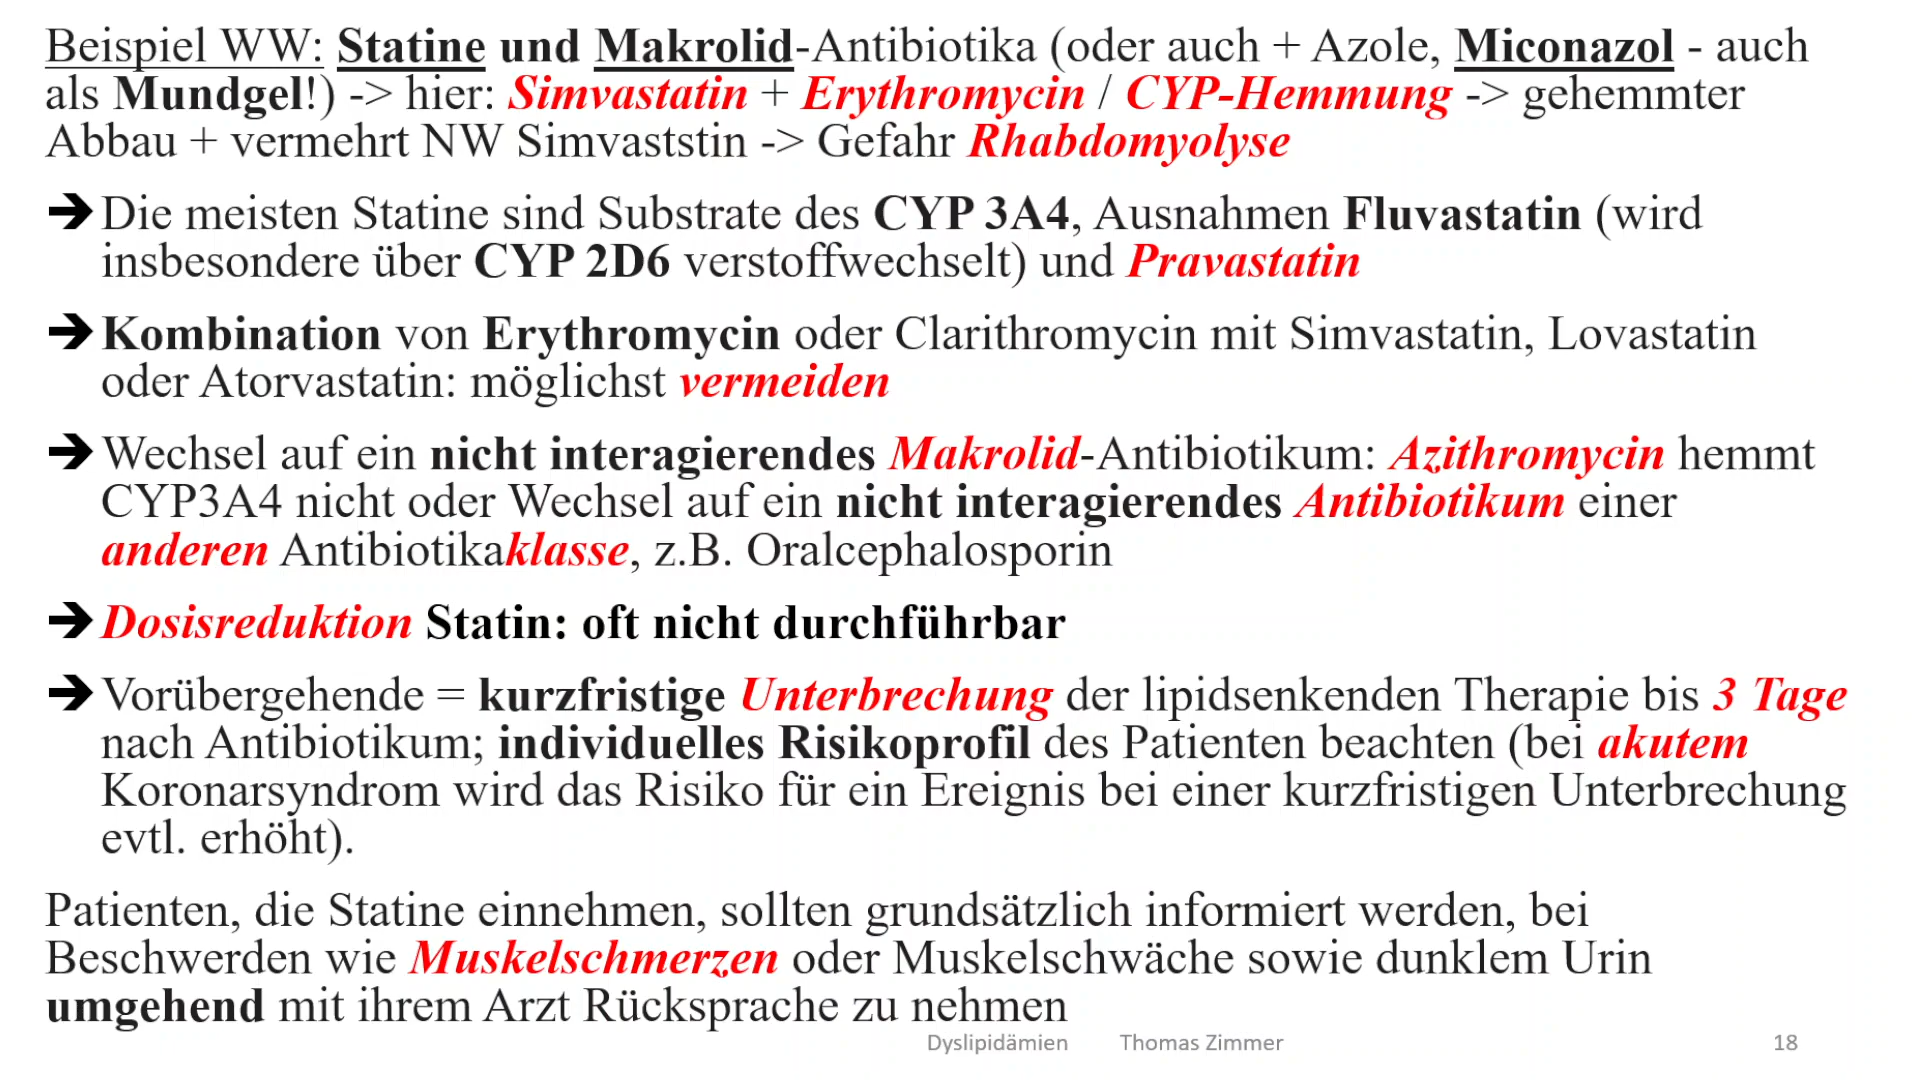 Beispiel WW: Statine und Makrolid-Antibiotika (oder auch + Azole, Miconazol - auch
als Mundgel!) -> hier: Simvastatin + Erythromycin / CYP-Hemmung -> gehemmter
Abbau + vermehrt NW Simvaststin -> Gefahr Rhabdomyolyse
➔ Die meisten Statine sind Substrate des CYP 3A4, Ausnahmen Fluvastatin (wird
insbesondere über CYP 2D6 verstoffwechselt) und Pravastatin
➔ Kombination von Erythromycin oder Clarithromycin mit Simvastatin, Lovastatin
oder Atorvastatin: möglichst vermeiden
➔ Wechsel auf ein nicht interagierendes Makrolid-Antibiotikum: Azithromycin hemmt
CYP3A4 nicht oder Wechsel auf ein nicht interagierendes Antibiotikum einer
anderen Antibiotikaklasse, z.B. Oralcephalosporin
➔ Dosisreduktion Statin: oft nicht durchführbar
➔ Vorübergehende = kurzfristige Unterbrechung der lipidsenkenden Therapie bis 3 Tage
nach Antibiotikum; individuelles Risikoprofil des Patienten beachten (bei akutem
Koronarsyndrom wird das Risiko für ein Ereignis bei einer kurzfristigen Unterbrechung
evtl. erhöht).
Patienten, die Statine einnehmen, sollten grundsätzlich informiert werden, bei
Beschwerden wie Muskelschmerzen oder Muskelschwäche sowie dunklem Urin
umgehend mit ihrem Arzt Rücksprache zu nehmen
Dyslipidämien Thomas Zimmer 18